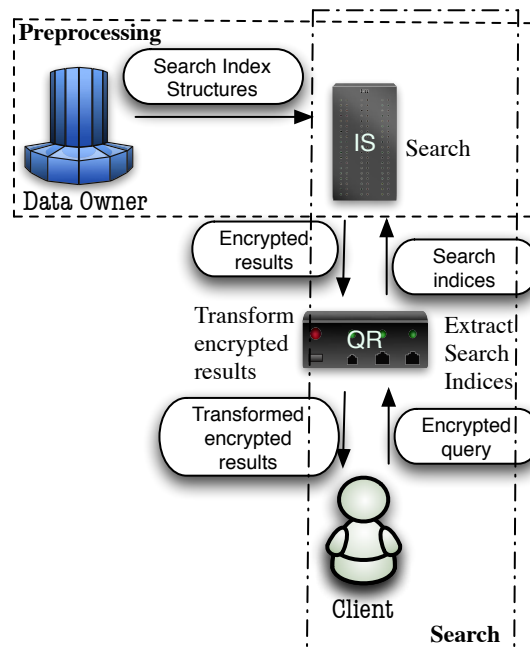 Preprocessing
Search Index
Structures
IS
Search
Data Owner
Encrypted
results
Search
indices
Transform
encrypted
results
QR
Extract
Search
Indices
Transformed
encrypted
results
Encrypted
query
Client
Search